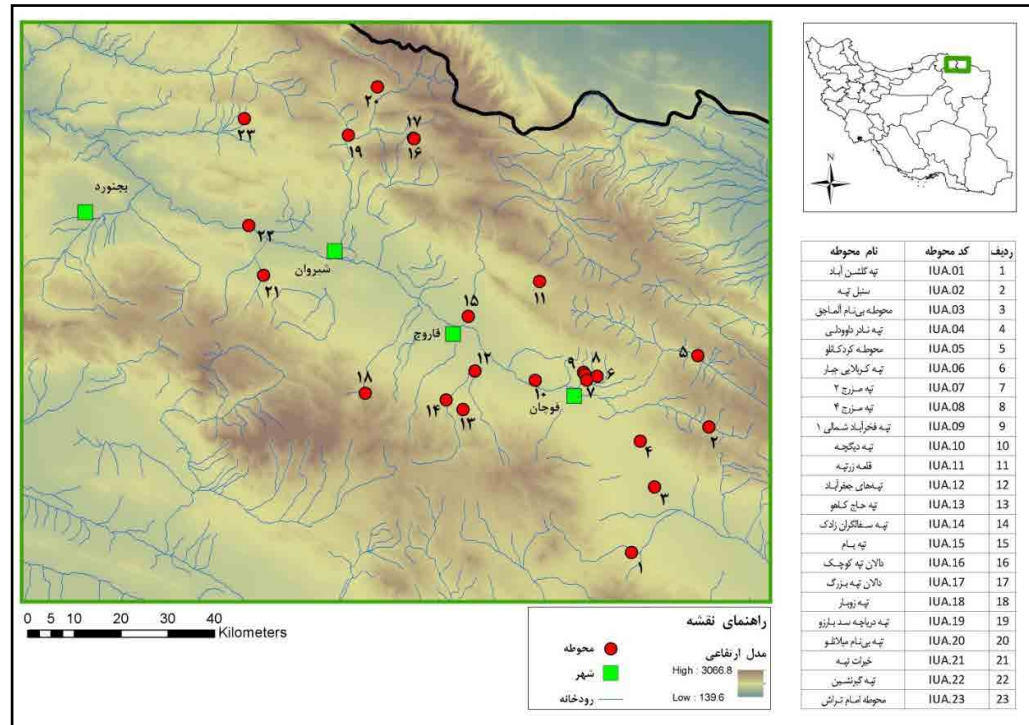 ۲۰
۱۷
۲۳
۱۹
۱۶
بجنورد
۲۲
شیروان
۲۱
۱۱
۱۵
فاروج
۵
۱۲
۹
۸
۶
۱۸
۱۰
۷
قوچان
۱۴
۱۳
۲
۴
۳
۱
N
0 5 10 20 30 40
Kilometers
راهنمای نقشه
محوطه
شهر
رودخانه
مدل ارتفاعی
High : 3066.8
Low : 139.6
ردیف کد محوطه نام محوطه
1 IUA.01 تپه گلشن آباد
2 IUA.02 سنبل تپه
3 IUA.03 محوطه بی‌نام آلماجق
4 IUA.04 تپه نادر داوودلی
5 IUA.05 محوطه کردکانلو
6 IUA.06 تپه کربلایی جبار
7 IUA.07 تپه مزرج ۲
8 IUA.08 تپه مزرج ۴
9 IUA.09 تپه فخرآباد شمالی ۱
10 IUA.10 تپه دیگچه
11 IUA.11 قلعه زرتپه
12 IUA.12 تپه‌های جعفرآباد
13 IUA.13 تپه حاج کاهو
14 IUA.14 تپه سفالگران زادک
15 IUA.15 تپه یام
16 IUA.16 دالان تپه کوچک
17 IUA.17 دالان تپه بزرگ
18 IUA.18 تپه زوبار
19 IUA.19 تپه دریاچه سد بارزو
20 IUA.20 تپه بی‌نام میلانلو
21 IUA.21 خیرات تپه
22 IUA.22 تپه گبرنشین
23 IUA.23 محوطه امام تراش